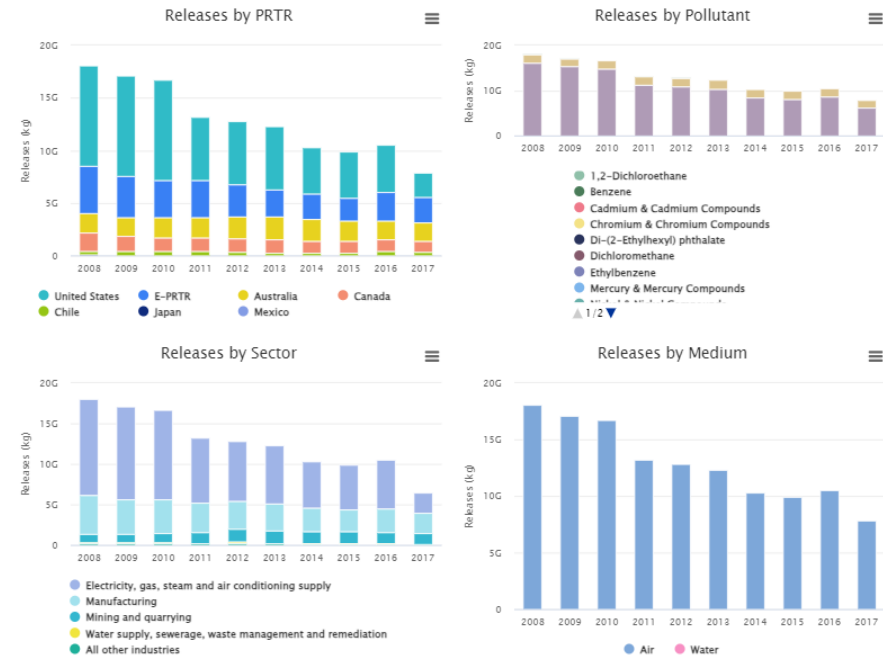 Releases by PRTR
20G
15G
10G
5G
0
Releases (kg)
2008 2009 2010 2011 2012 2013 2014 2015 2016 2017
United States E-PRTR Australia Canada
Chile Japan Mexico
Releases by Pollutant
20G
10G
0
Releases (kg)
2008 2009 2010 2011 2012 2013 2014 2015 2016 2017
1,2-Dichloroethane
Benzene
Cadmium & Cadmium Compounds
Chromium & Chromium Compounds
Di-(2-Ethylhexyl) phthalate
Dichloromethane
Ethylbenzene
Mercury & Mercury Compounds
1/2
Releases by Sector
20G
15G
10G
5G
0
Releases (kg)
2008 2009 2010 2011 2012 2013 2014 2015 2016 2017
Electricity, gas, steam and air conditioning supply
Manufacturing
Mining and quarrying
Water supply, sewerage, waste management and remediation
All other industries
Releases by Medium
20G
15G
10G
5G
0
Releases (kg)
2008 2009 2010 2011 2012 2013 2014 2015 2016 2017
Air Water